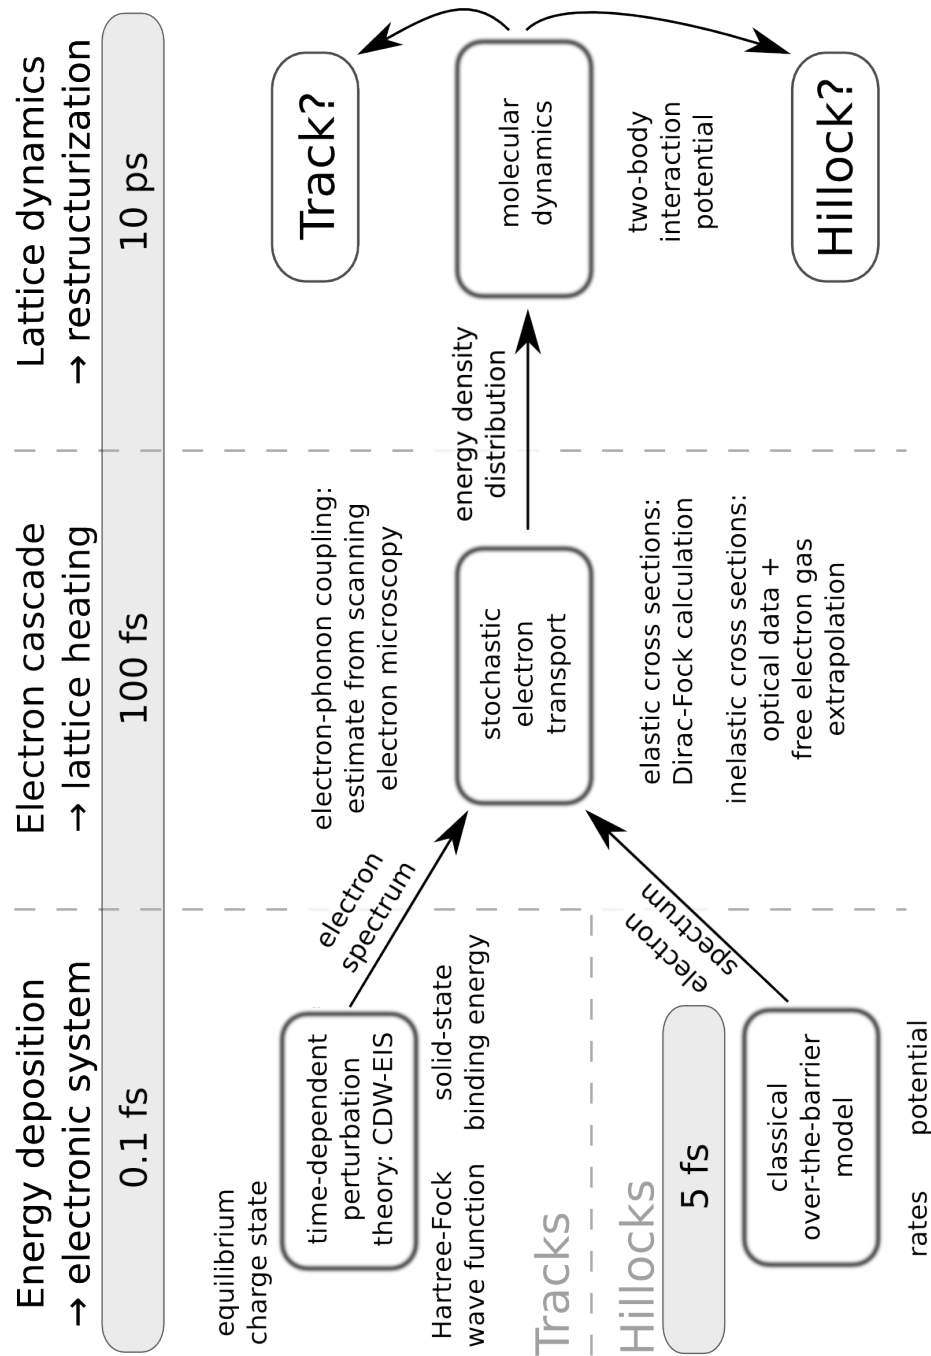 Energy deposition
→ electronic system
Electron cascade
→ lattice heating
Lattice dynamics
→ restructurization
0.1 fs
100 fs
10 ps
equilibrium
charge state
time-dependent
perturbation
theory: CDW-EIS
Hartree-Fock
wave function
solid-state
binding energy
electron
spectrum
Tracks
Hillocks
5 fs
classical
over-the-barrier
model
rates
potential
electron
spectrum
electron-phonon coupling:
estimate from scanning
electron microscopy
stochastic
electron
transport
elastic cross sections:
Dirac-Fock calculation
inelastic cross sections:
optical data +
free electron gas
extrapolation
energy density
distribution
Track?
molecular
dynamics
two-body
interaction
potential
Hillock?